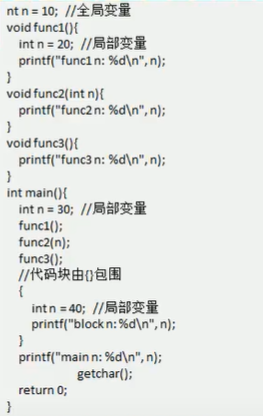 nt n = 10;  //全局变量
void func1(){
    int n = 20;  //局部变量
    printf("func1 n: %d\n", n);
}
void func2(int n){
    printf("func2 n: %d\n", n);
}
void func3(){
    printf("func3 n: %d\n", n);
}
int main(){
    int n = 30;  //局部变量
    func1();
    func2(n);
    func3();
    //代码块由{}包围
    {
        int n = 40;  //局部变量
        printf("block n: %d\n", n);
    }
    printf("main n: %d\n", n);
                getchar();
    return 0;
}